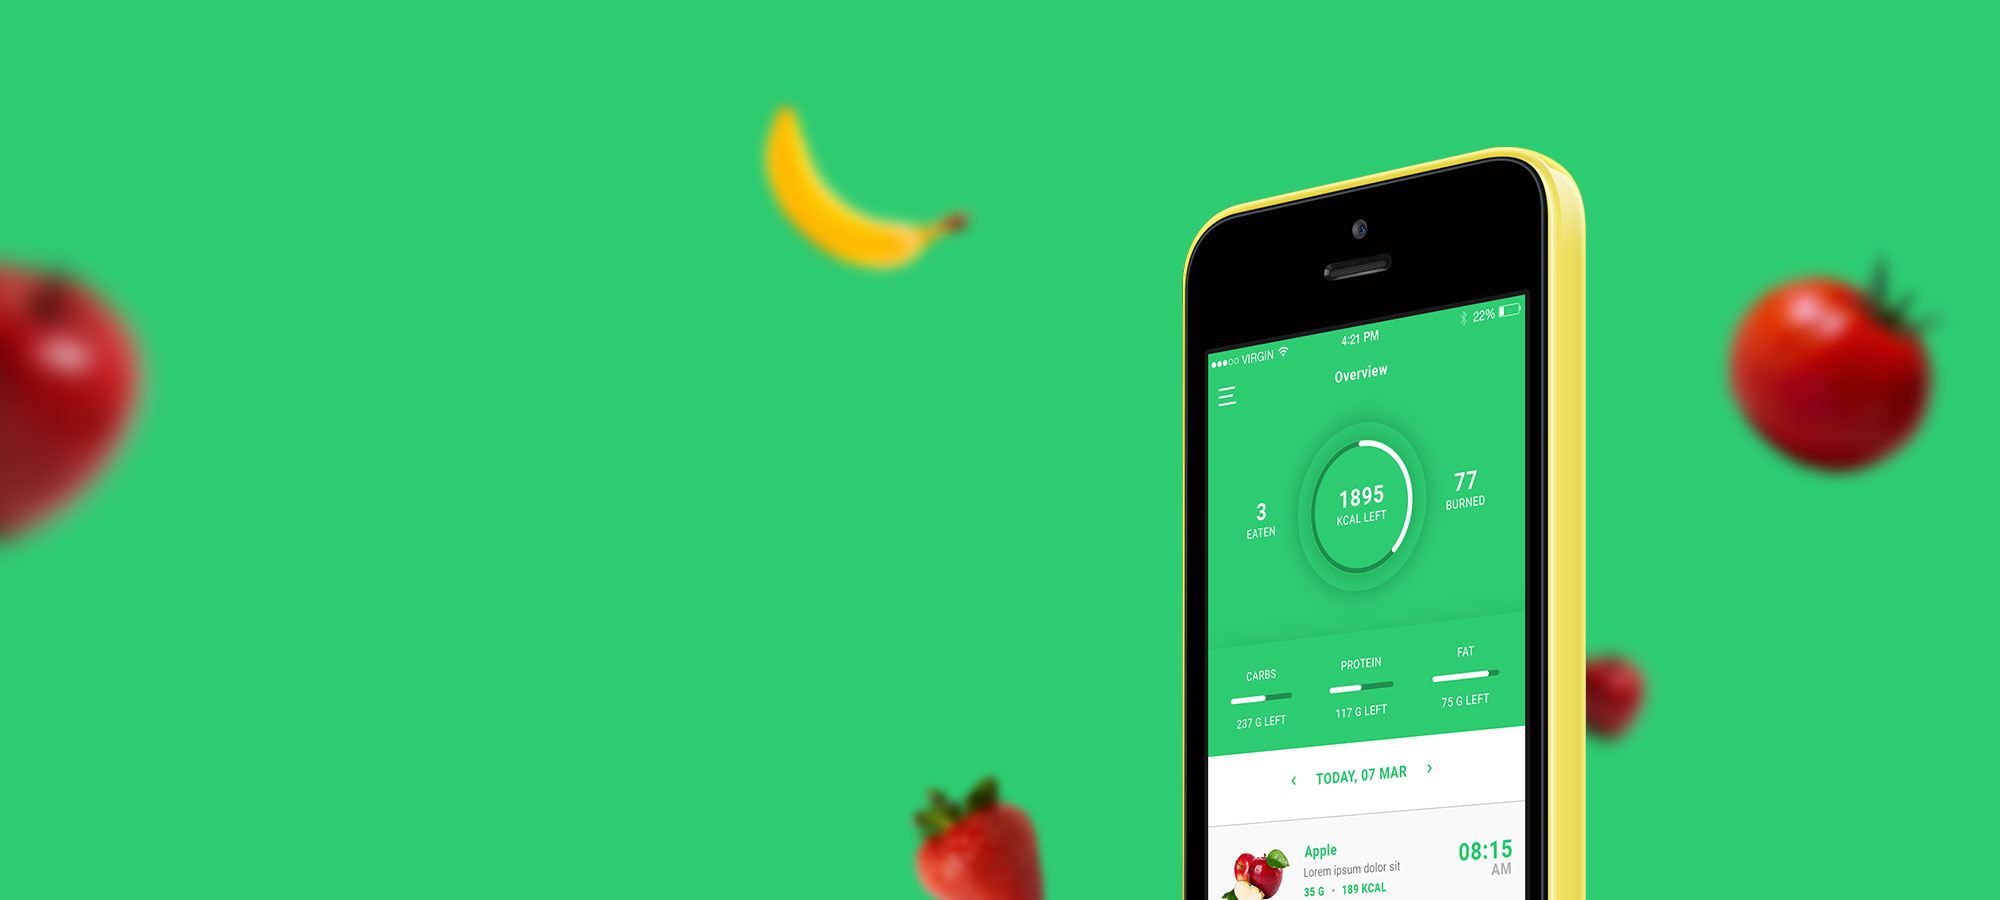 VIRGIN
4:21 PM
22%
Overview
3
EATEN
1895
KCAL LEFT
77
BURNED
CARBS
237 G LEFT
PROTEIN
117 G LEFT
FAT
75 G LEFT
‹ TODAY, 07 MAR ›
Apple
Lorem ipsum dolor sit
35 G • 189 KCAL
08:15
AM